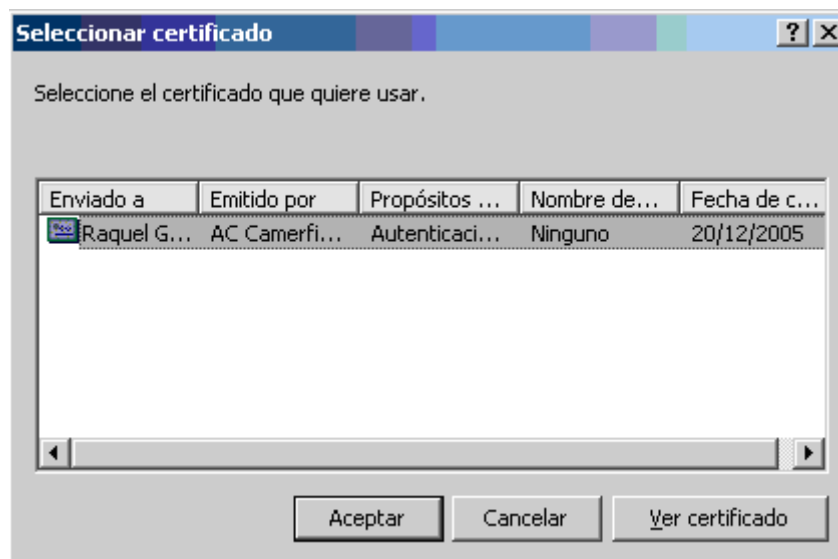 Seleccionar certificado
Seleccione el certificado que quiere usar.
Enviado a Emitido por Propósitos ... Nombre de... Fecha de c...
Raquel G... AC Camerfi... Autenticaci... Ninguno 20/12/2005
Aceptar Cancelar Ver certificado